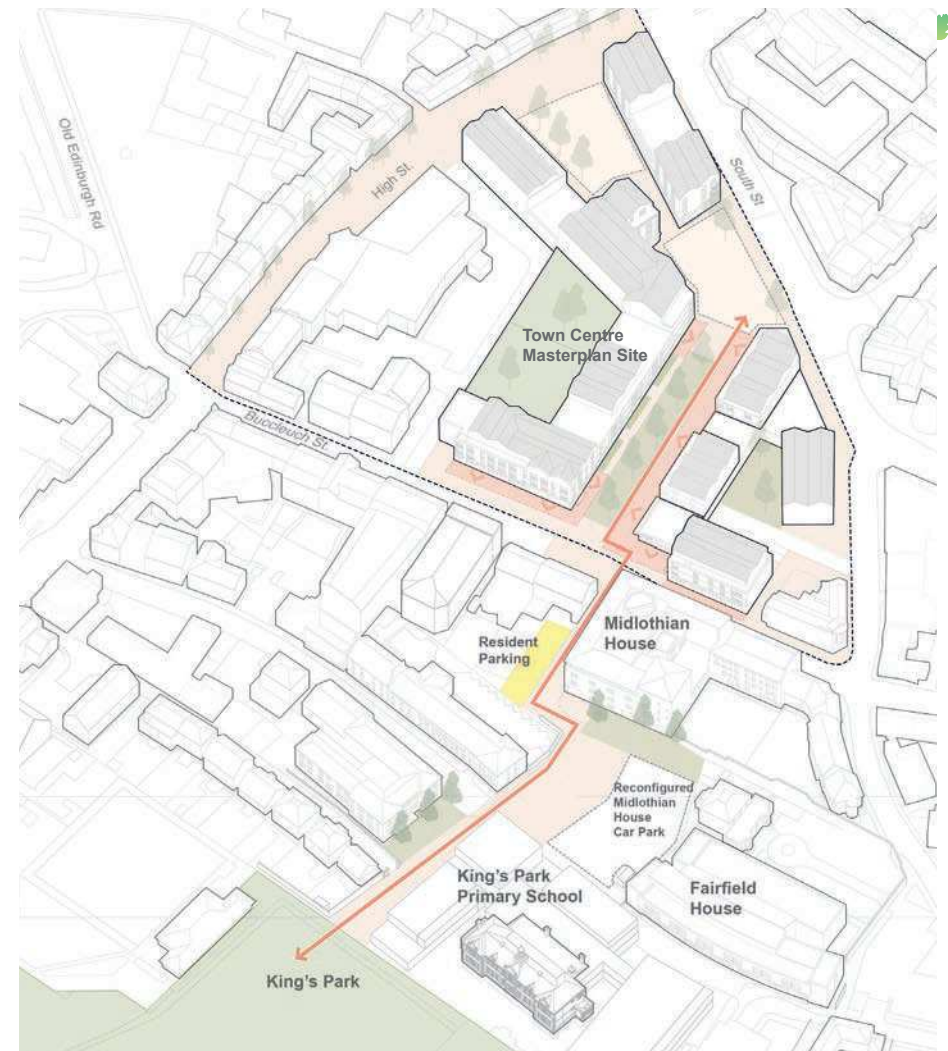 Old Edinburgh Rd
High St.
South St
Town Centre
Masterplan Site
Buccleuch St.
Midlothian
House
Resident
Parking
Reconfigured
Midlothian
House
Car Park
King's Park
Primary School
Fairfield
House
King's Park